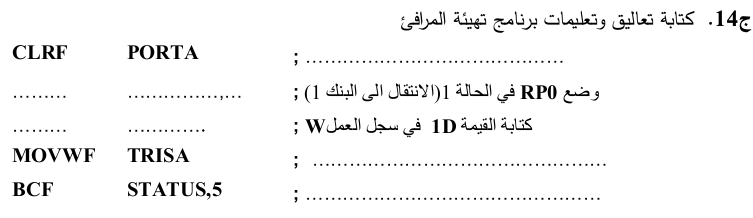 ج14. كتابة تعاليق وتعليمات برنامج تهيئة المرافئ
CLRF PORTA ; ..........................................
......... ..............,... ; وضع RP0 في الحالة 1(الانتقال الى البنك 1)
......... ............. ; كتابة القيمة 1D في سجل العملW
MOVWF TRISA ; ...............................................
BCF STATUS,5 ; ................................................